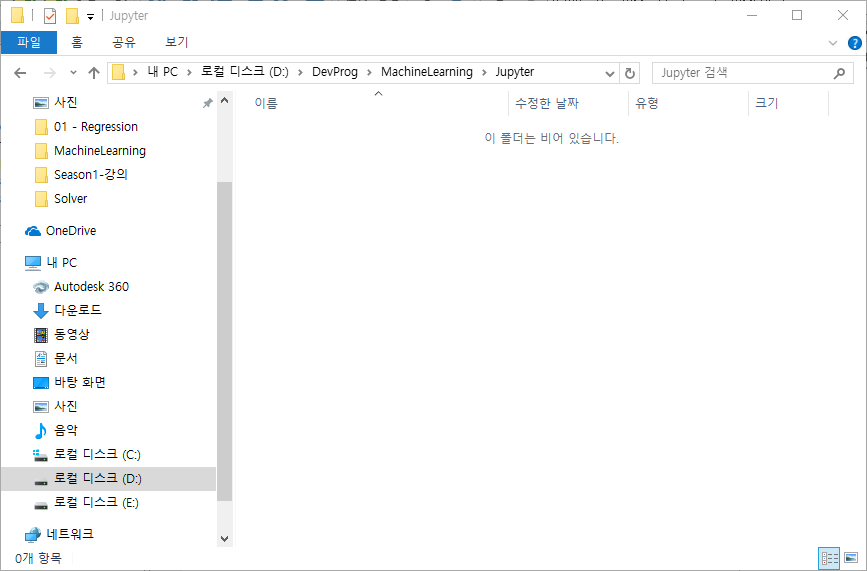 Jupyter
파일 홈 공유 보기
내 PC 로컬 디스크 (D:) DevProg MachineLearning Jupyter
Jupyter 검색
사진
01 - Regression
MachineLearning
Season1-강의
Solver
OneDrive
내 PC
Autodesk 360
다운로드
동영상
문서
바탕 화면
사진
음악
로컬 디스크 (C:)
로컬 디스크 (D:)
로컬 디스크 (E:)
네트워크
이름 수정한 날짜 유형 크기
이 폴더는 비어 있습니다.
0개 항목